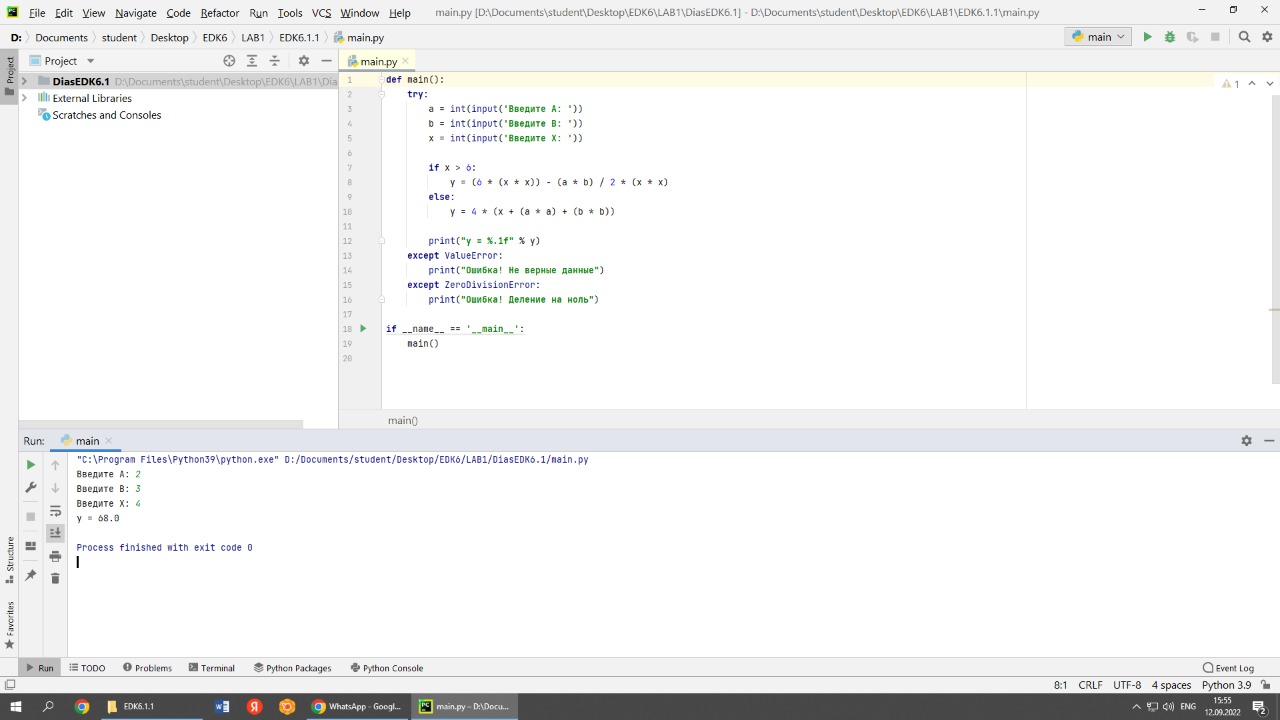 File Edit View Navigate Code Refactor Run Tools VCS Window Help main.py [D:\Documents\student\Desktop\EDK6\LAB1\DiasEDK6.1] - D:\Documents\student\Desktop\EDK6\LAB1\EDK6.1.1\main.py
D: Documents student Desktop EDK6 LAB1 EDK6.1.1 main.py main
Project
Project
main.py
DiasEDK6.1 D:\Documents\student\Desktop\EDK6\LAB1\Dia
External Libraries
Scratches and Consoles
1 def main():
1
2 try:
3 a = int(input('Введите A: '))
4 b = int(input('Введите B: '))
5 x = int(input('Введите X: '))
6
7 if x > 6:
8 y = (6 * (x * x)) - (a * b) / 2 * (x * x)
9 else:
10 y = 4 * (x + (a * a) + (b * b))
11
12 print("y = %.1f" % y)
13 except ValueError:
14 print("Ошибка! Не верные данные")
15 except ZeroDivisionError:
16 print("Ошибка! Деление на ноль")
17
18 if __name__ == '__main__':
19 main()
20
main()
Run: main
"C:\Program Files\Python39\python.exe" D:/Documents/student/Desktop/EDK6/LAB1/DiasEDK6.1/main.py
Введите A: 2
Введите B: 3
Введите X: 4
y = 68.0
Process finished with exit code 0
Structure
Favorites
Run TODO Problems Terminal Python Packages Python Console Event Log
8:1 CRLF UTF-8 4 spaces Python 3.9
EDK6.1.1 WhatsApp – Googl... main.py – D:\Docu... ENG 15:55
12.09.2022 2